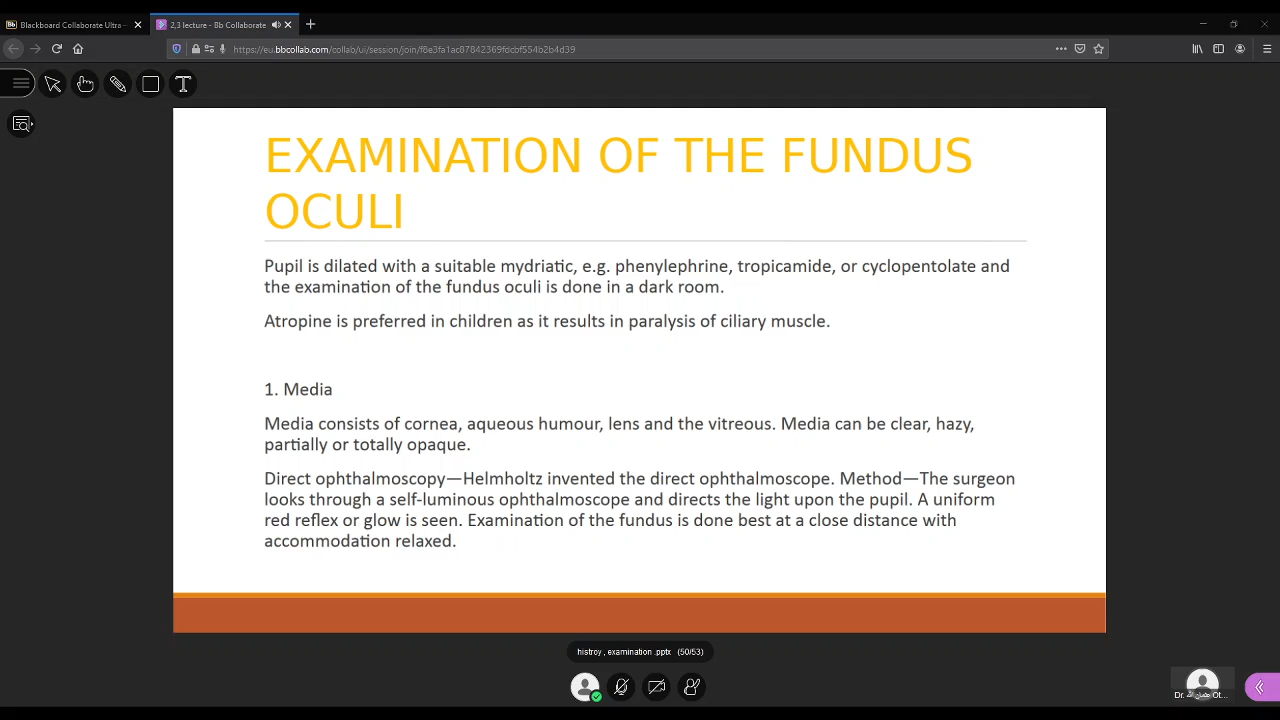 Blackboard Collaborate Ultra –
2,3 lecture - Bb Collaborate
https://eu.bbcollab.com/collab/ui/session/join/f8e3fa1ac87842369fdcbf554b2b4d39
EXAMINATION OF THE FUNDUS
OCULI
Pupil is dilated with a suitable mydriatic, e.g. phenylephrine, tropicamide, or cyclopentolate and
the examination of the fundus oculi is done in a dark room.
Atropine is preferred in children as it results in paralysis of ciliary muscle.
1. Media
Media consists of cornea, aqueous humour, lens and the vitreous. Media can be clear, hazy,
partially or totally opaque.
Direct ophthalmoscopy—Helmholtz invented the direct ophthalmoscope. Method—The surgeon
looks through a self-luminous ophthalmoscope and directs the light upon the pupil. A uniform
red reflex or glow is seen. Examination of the fundus is done best at a close distance with
accommodation relaxed.
histroy , examination .pptx (50/53)
Dr. Ot...